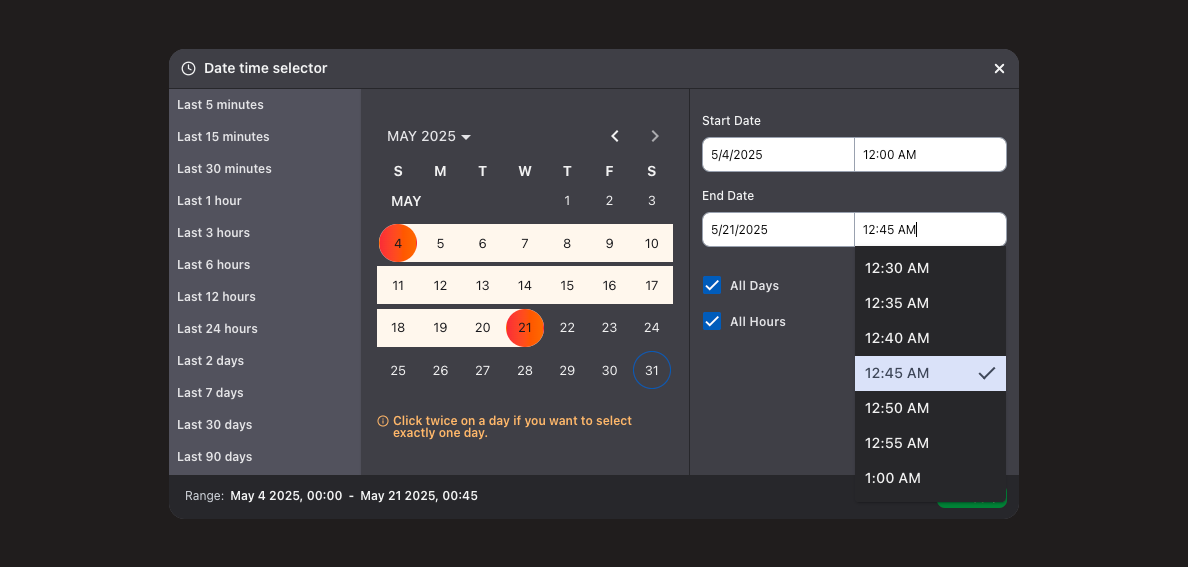 Date time selector
Last 5 minutes
Last 15 minutes
Last 30 minutes
Last 1 hour
Last 3 hours
Last 6 hours
Last 12 hours
Last 24 hours
Last 2 days
Last 7 days
Last 30 days
Last 90 days
MAY 2025
S M T W T F S
MAY 1 2 3
4 5 6 7 8 9 10
11 12 13 14 15 16 17
18 19 20 21 22 23 24
25 26 27 28 29 30 31
Click twice on a day if you want to select
exactly one day.
Start Date
5/4/2025 12:00 AM
End Date
5/21/2025 12:45 AM
All Days
All Hours
12:30 AM
12:35 AM
12:40 AM
12:45 AM
12:50 AM
12:55 AM
1:00 AM
Range: May 4 2025, 00:00 - May 21 2025, 00:45